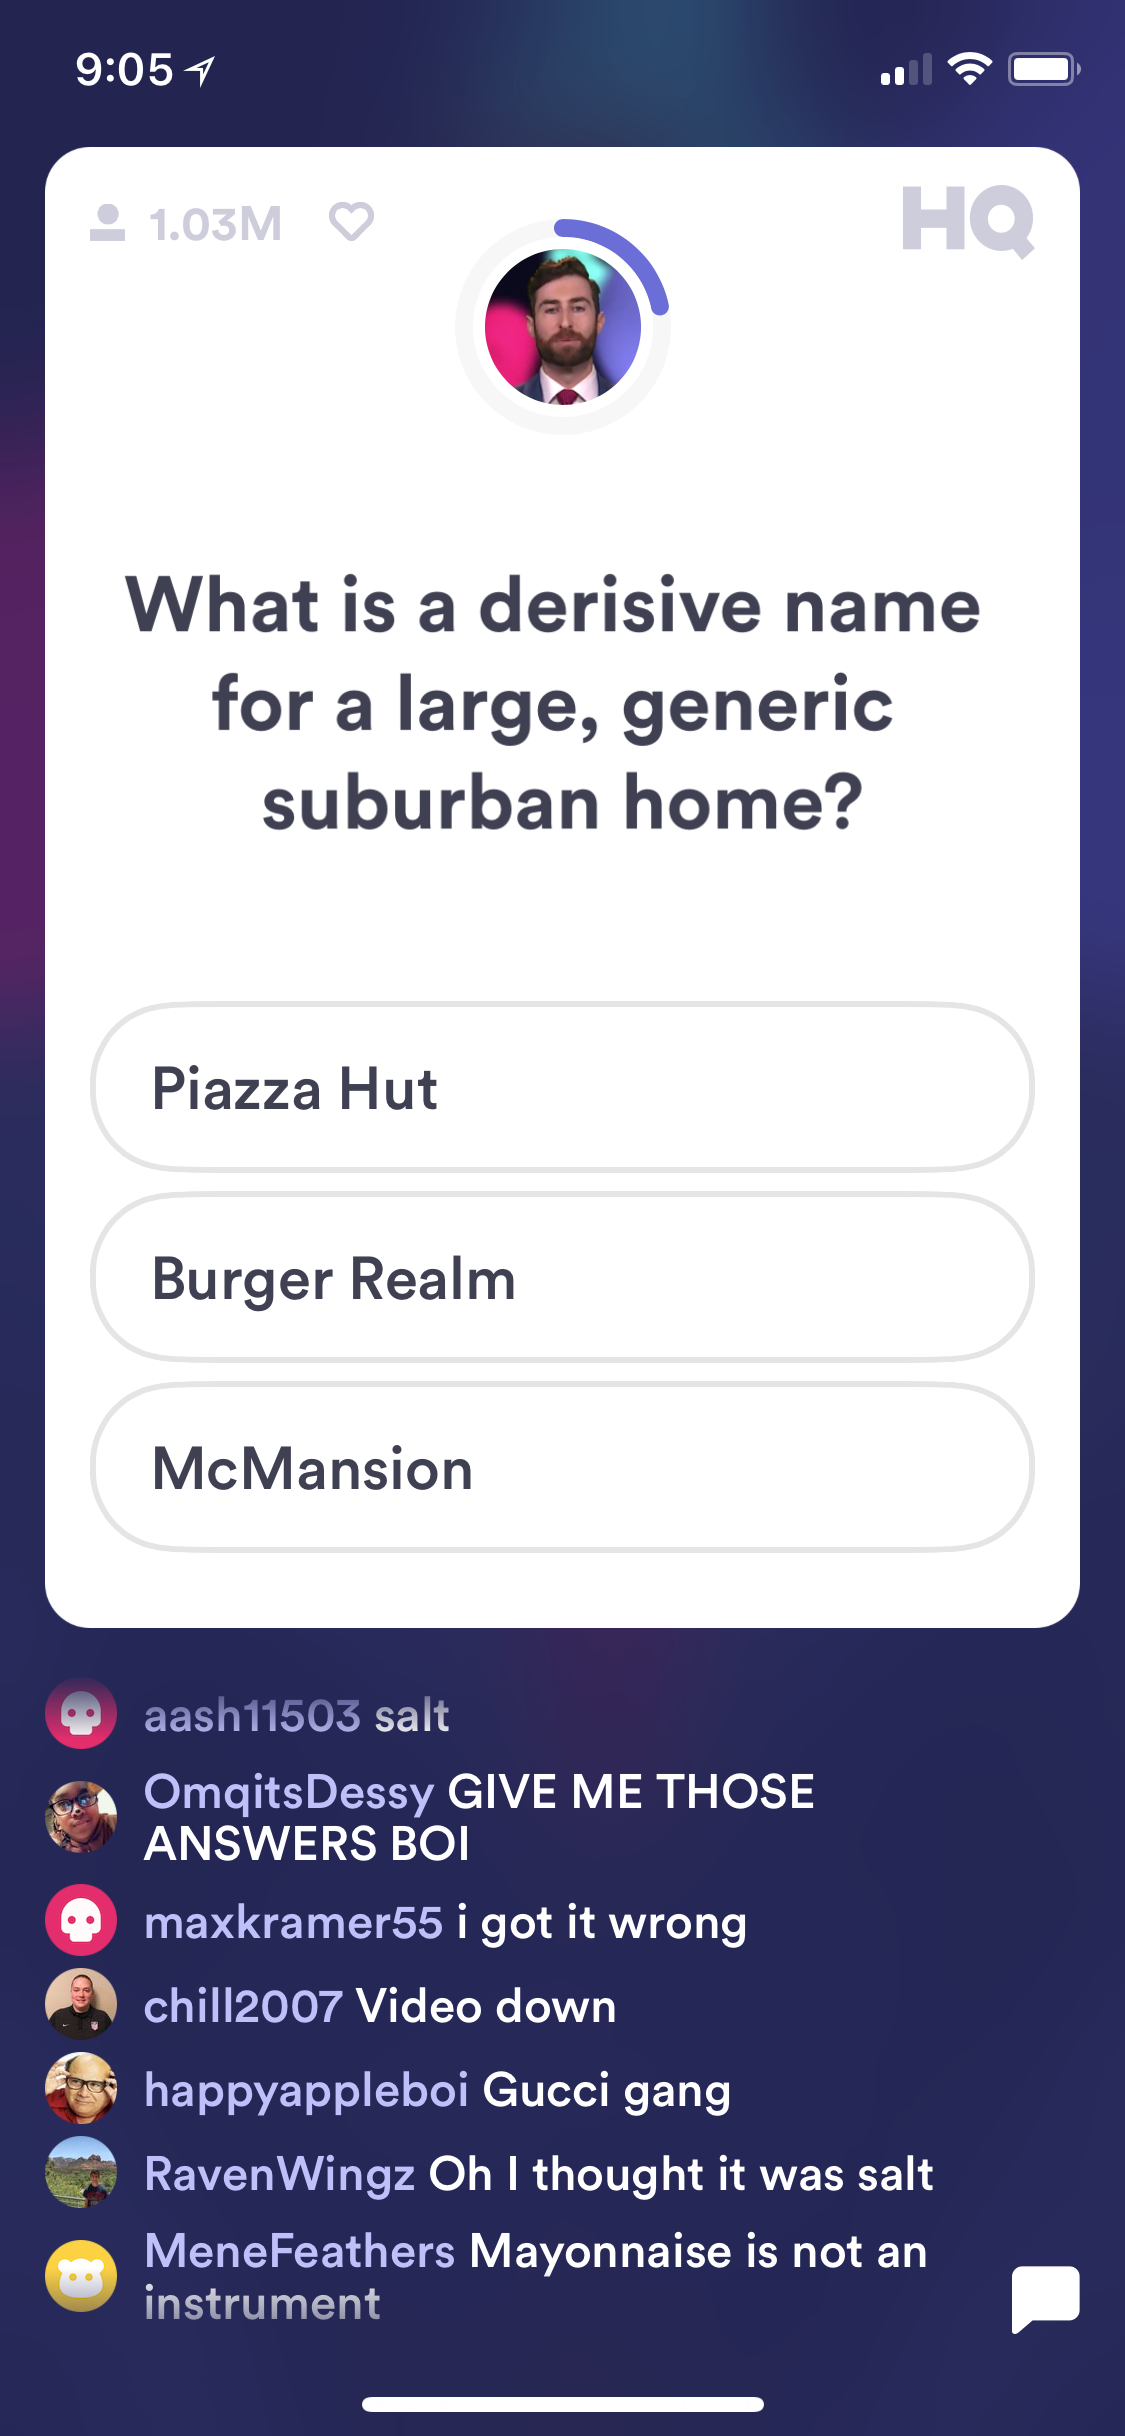 9:05
1.03M
HQ
What is a derisive name
for a large, generic
suburban home?
Piazza Hut
Burger Realm
McMansion
aash11503 salt
OmqitsDessy GIVE ME THOSE
ANSWERS BOI
maxkramer55 i got it wrong
chill2007 Video down
happyappleboi Gucci gang
RavenWingz Oh I thought it was salt
MeneFeathers Mayonnaise is not an
instrument